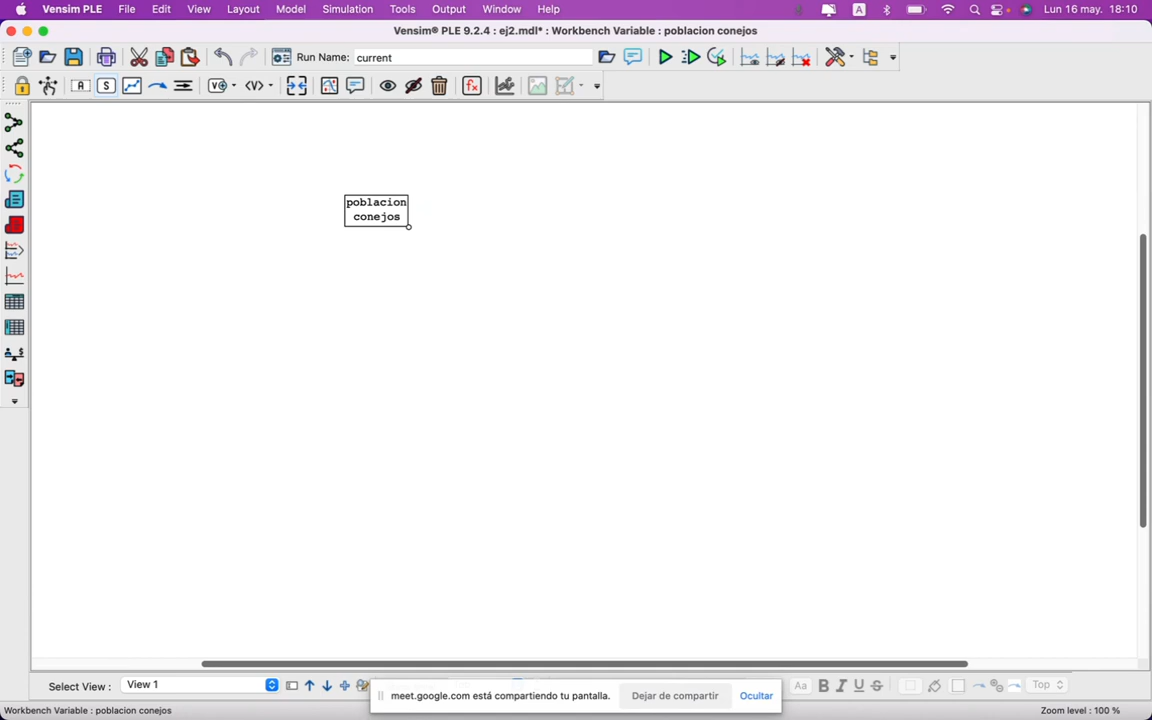 Vensim PLE File Edit View Layout Model Simulation Tools Output Window Help A Lun 16 may. 18:10
Vensim® PLE 9.2.4 : ej2.mdl* : Workbench Variable : poblacion conejos
Run Name: current
A S V <V> fx
poblacion
conejos
Select View : View 1
Aa B I U S Top
meet.google.com está compartiendo tu pantalla. Dejar de compartir Ocultar
Workbench Variable : poblacion conejos Zoom level : 100 %